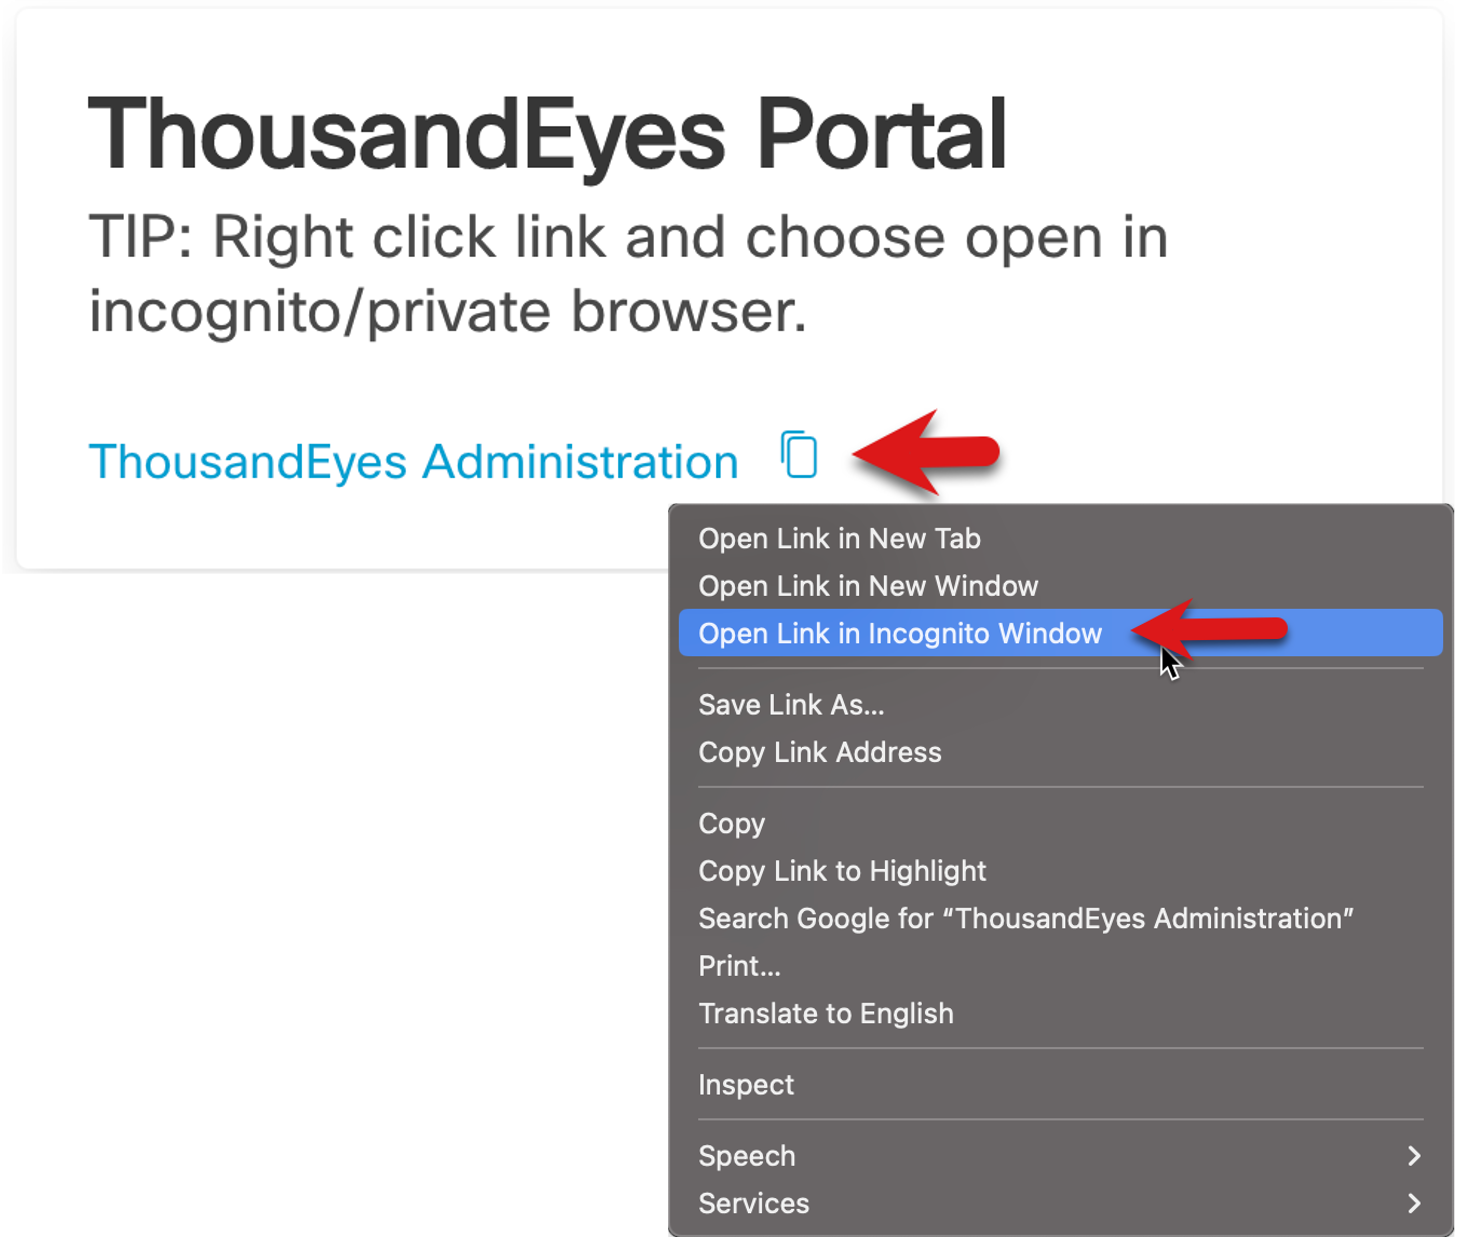 ThousandEyes Portal
TIP: Right click link and choose open in
incognito/private browser.
ThousandEyes Administration
Open Link in New Tab
Open Link in New Window
Open Link in Incognito Window
Save Link As...
Copy Link Address
Copy
Copy Link to Highlight
Search Google for “ThousandEyes Administration”
Print...
Translate to English
Inspect
Speech
Services